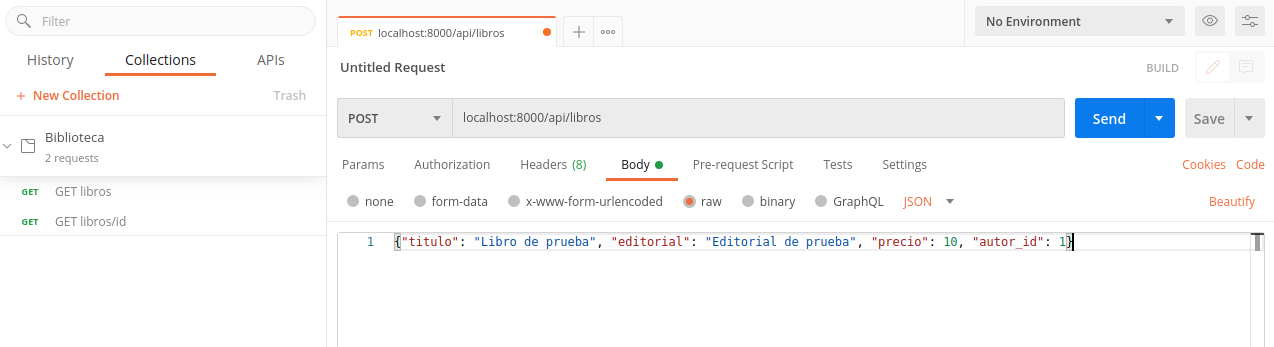 Filter
History Collections APIs
+ New Collection Trash
Biblioteca
2 requests
GET GET libros
GET GET libros/id
POST localhost:8000/api/libros
No Environment
Untitled Request BUILD
POST localhost:8000/api/libros Send Save
Params Authorization Headers (8) Body Pre-request Script Tests Settings Cookies Code
none form-data x-www-form-urlencoded raw binary GraphQL JSON Beautify
1 {"titulo": "Libro de prueba", "editorial": "Editorial de prueba", "precio": 10, "autor_id": 1}